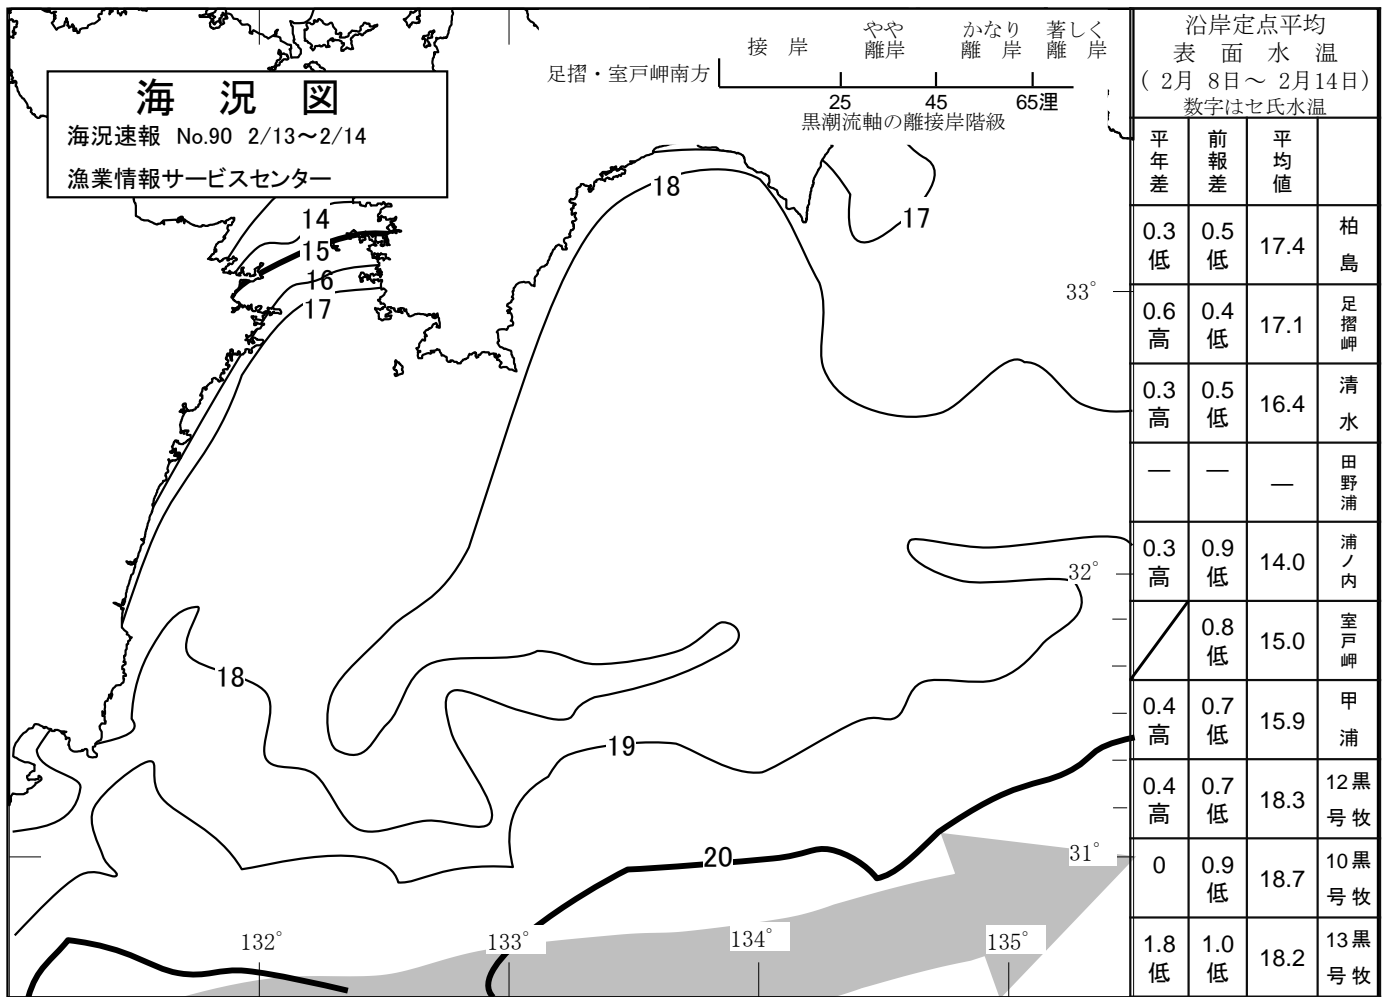 海況図
海況速報 No.90 2/13～2/14
漁業情報サービスセンター
接岸 やや離岸 かなり離岸 著しく離岸
足摺・室戸岬南方
25 45 65浬
黒潮流軸の離接岸階級
14
15
16
17
18
17
18
19
20
33°
32°
31°
132° 133° 134° 135°
沿岸定点平均
表面水温
( 2月 8日～ 2月14日)
数字はセ氏水温
平年差 前報差 平均値
0.3低 0.5低 17.4 柏島
0.6高 0.4低 17.1 足摺岬
0.3高 0.5低 16.4 清水
― ― ― 田野浦
0.3高 0.9低 14.0 浦ノ内
0.8低 15.0 室戸岬
0.4高 0.7低 15.9 甲浦
0.4高 0.7低 18.3 黒牧12号
0 0.9低 18.7 黒牧10号
1.8低 1.0低 18.2 黒牧13号